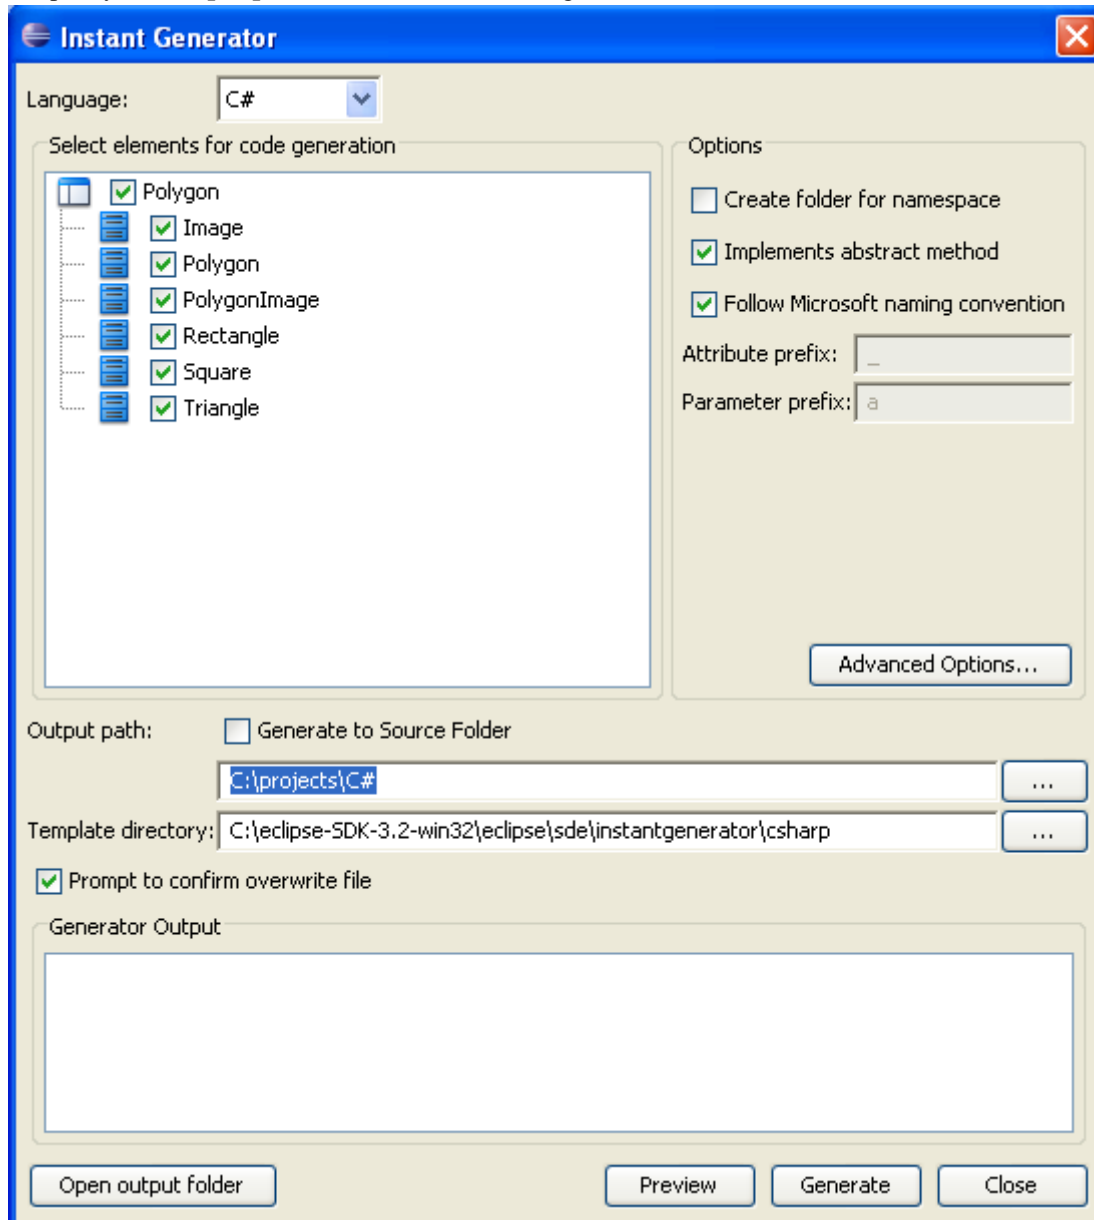 Instant Generator
Language: C#
Select elements for code generation
Polygon
Image
Polygon
PolygonImage
Rectangle
Square
Triangle
Options
Create folder for namespace
Implements abstract method
Follow Microsoft naming convention
Attribute prefix: _
Parameter prefix: a
Advanced Options...
Output path: Generate to Source Folder
C:\projects\C# ...
Template directory: C:\eclipse-SDK-3.2-win32\eclipse\sde\instantgenerator\csharp ...
Prompt to confirm overwrite file
Generator Output
Open output folder Preview Generate Close